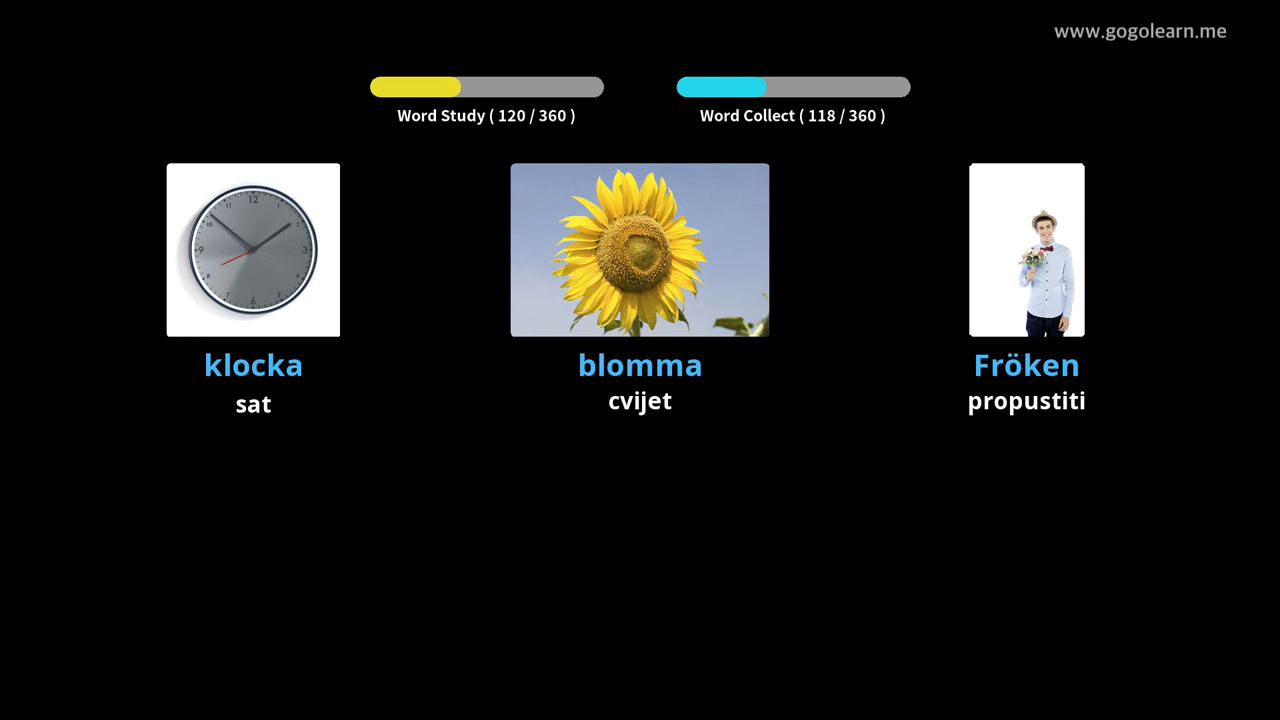 www.gogolearn.me
Word Study ( 120 / 360 )
Word Collect ( 118 / 360 )
klocka
sat
blomma
cvijet
Fröken
propustiti